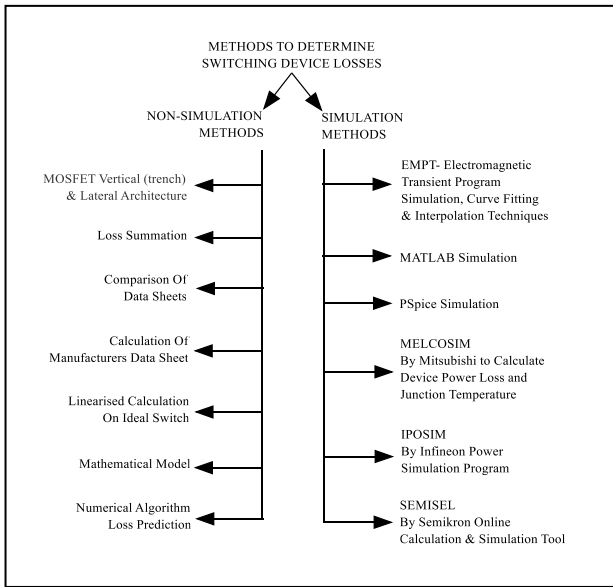 METHODS TO DETERMINE
SWITCHING DEVICE LOSSES
NON-SIMULATION
METHODS
MOSFET Vertical (trench)
& Lateral Architecture
Loss Summation
Comparison Of
Data Sheets
Calculation Of
Manufacturers Data Sheet
Linearised Calculation
On Ideal Switch
Mathematical Model
Numerical Algorithm
Loss Prediction
SIMULATION
METHODS
EMPT- Electromagnetic
Transient Program
Simulation, Curve Fitting
& Interpolation Techniques
MATLAB Simulation
PSpice Simulation
MELCOSIM
By Mitsubishi to Calculate
Device Power Loss and
Junction Temperature
IPOSIM
By Infineon Power
Simulation Program
SEMISEL
By Semikron Online
Calculation & Simulation Tool